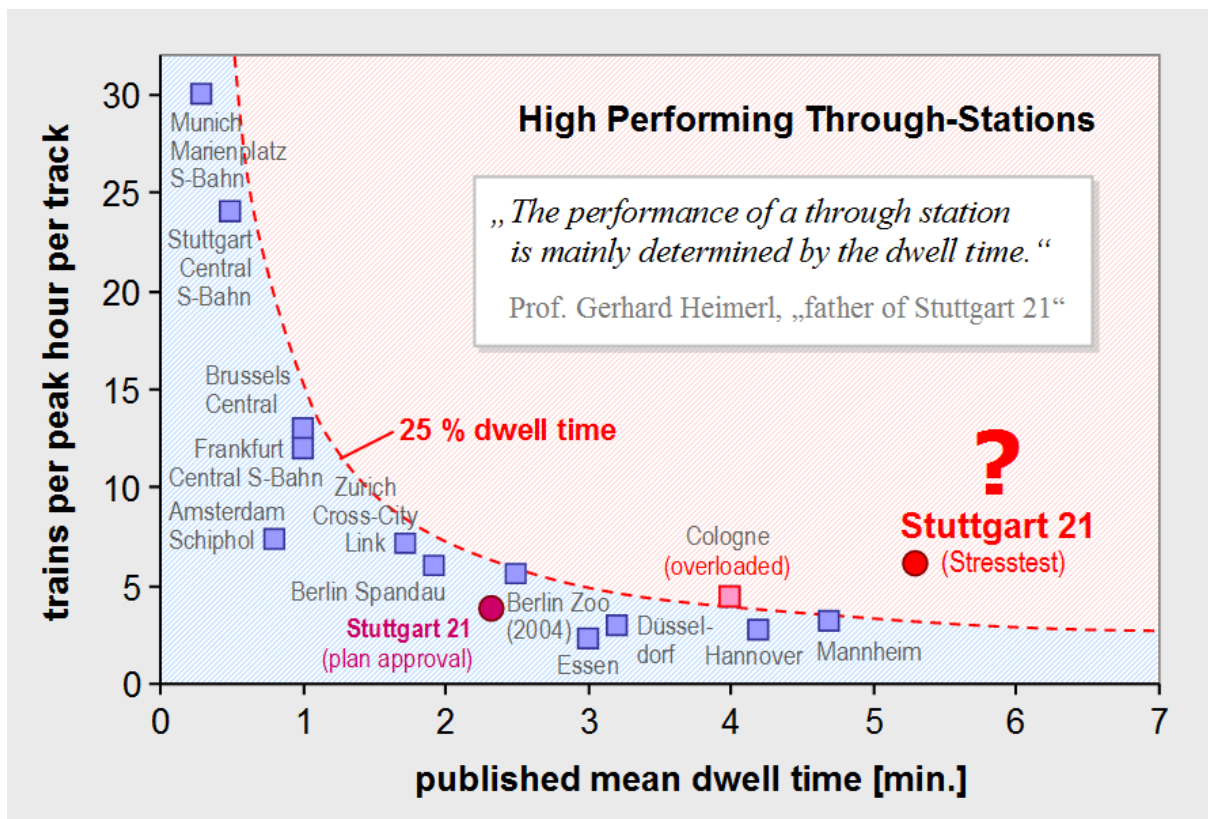 High Performing Through-Stations
„The performance of a through station
is mainly determined by the dwell time.“
Prof. Gerhard Heimerl, „father of Stuttgart 21“
trains per peak hour per track
30
25
20
15
10
5
0
Munich
Marienplatz
S-Bahn
Stuttgart
Central
S-Bahn
Brussels
Central
Frankfurt
Central S-Bahn
Amsterdam
Schiphol
Zurich
Cross-City
Link
25 % dwell time
Berlin Spandau
Stuttgart 21
(plan approval)
Berlin Zoo
(2004)
Essen
Düssel-
dorf
Cologne
(overloaded)
Hannover
Mannheim
?
Stuttgart 21
(Stresstest)
0 1 2 3 4 5 6 7
published mean dwell time [min.]